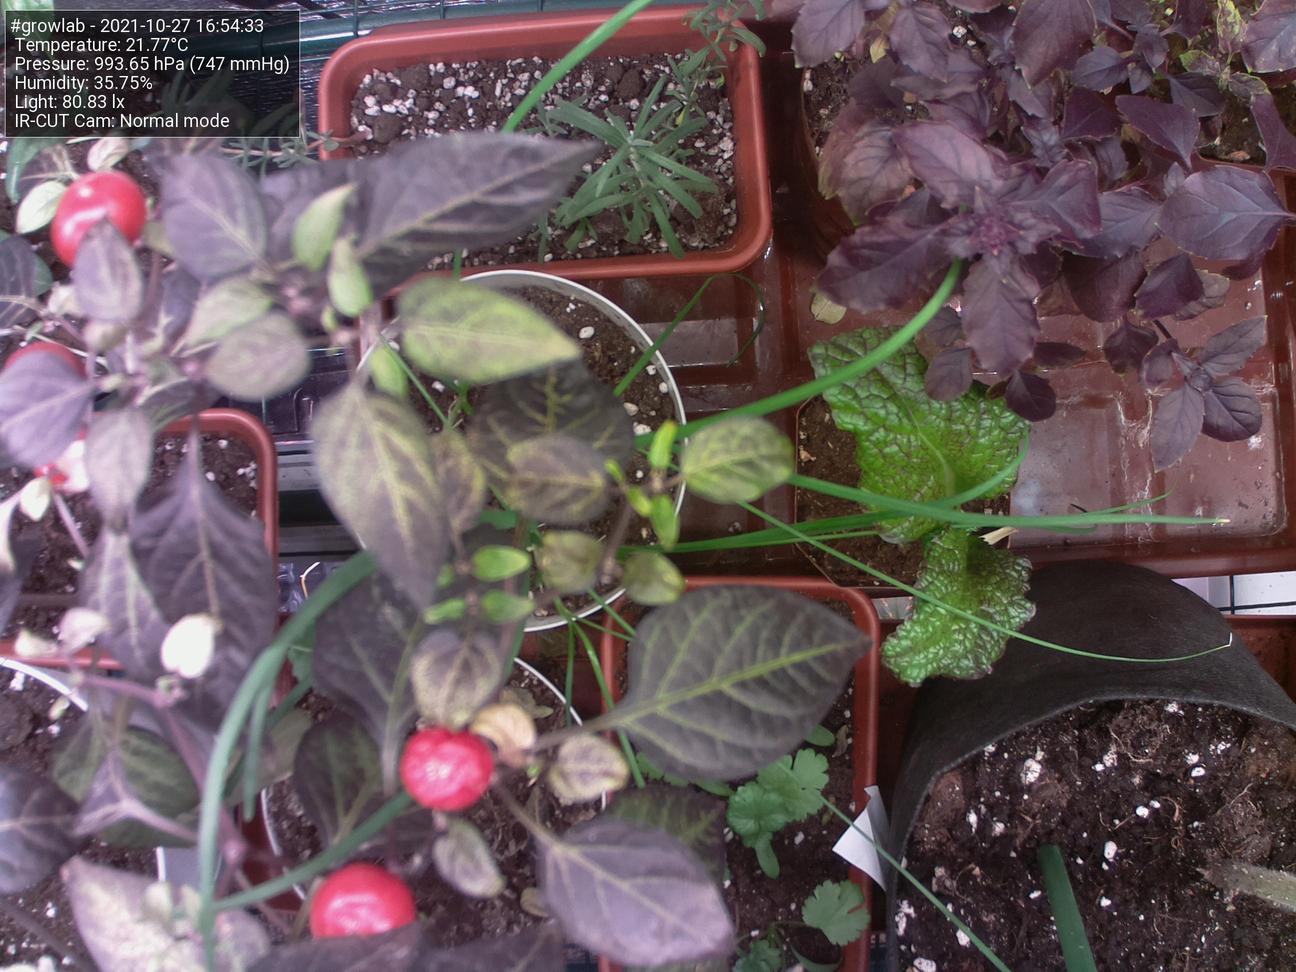 #growlab - 2021-10-27 16:54:33
Temperature: 21.77°C
Pressure: 993.65 hPa (747 mmHg)
Humidity: 35.75%
Light: 80.83 lx
IR-CUT Cam: Normal mode